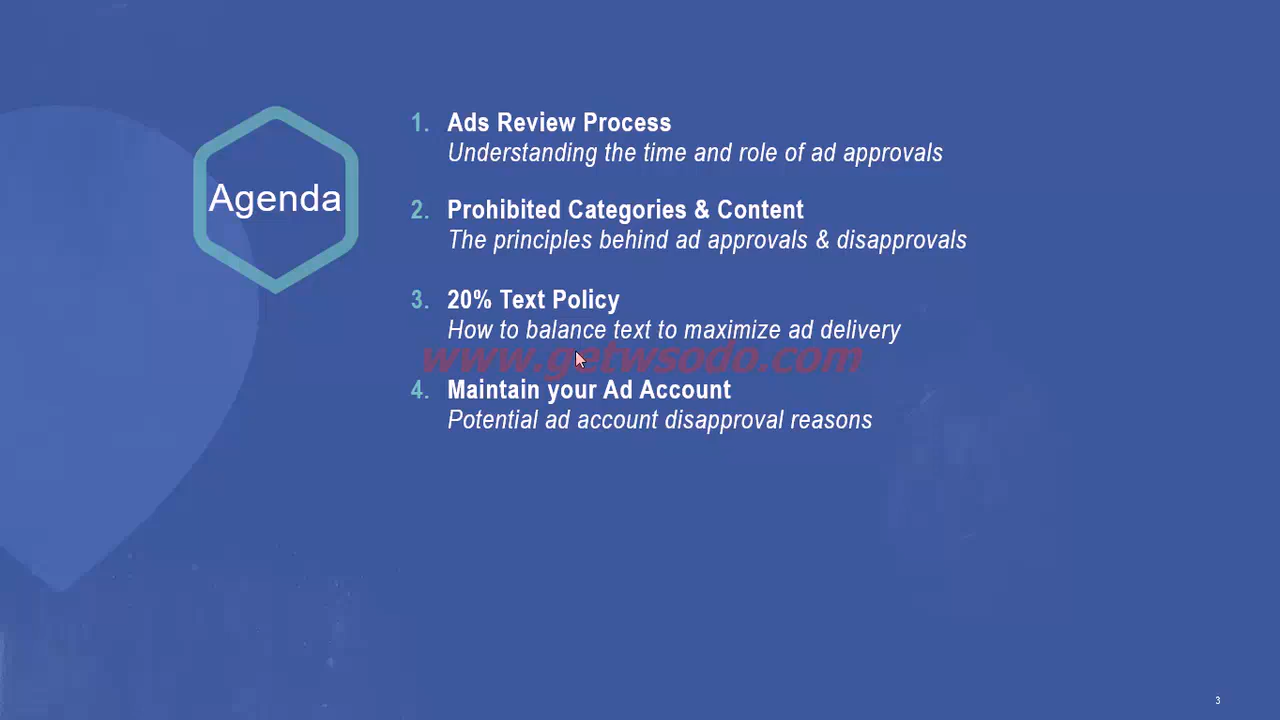 Agenda
1. Ads Review Process
Understanding the time and role of ad approvals
2. Prohibited Categories & Content
The principles behind ad approvals & disapprovals
3. 20% Text Policy
How to balance text to maximize ad delivery
www.getwsodo.com
4. Maintain your Ad Account
Potential ad account disapproval reasons
3